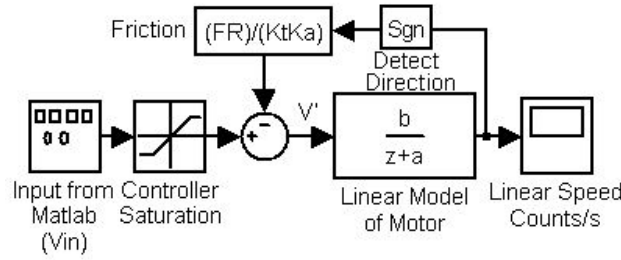 Friction
(FR)/(KtKa)
Sgn
Detect
Direction
+
-
V'
b
z+a
Input from
Matlab
(Vin)
Controller
Saturation
Linear Model
of Motor
Linear Speed
Counts/s